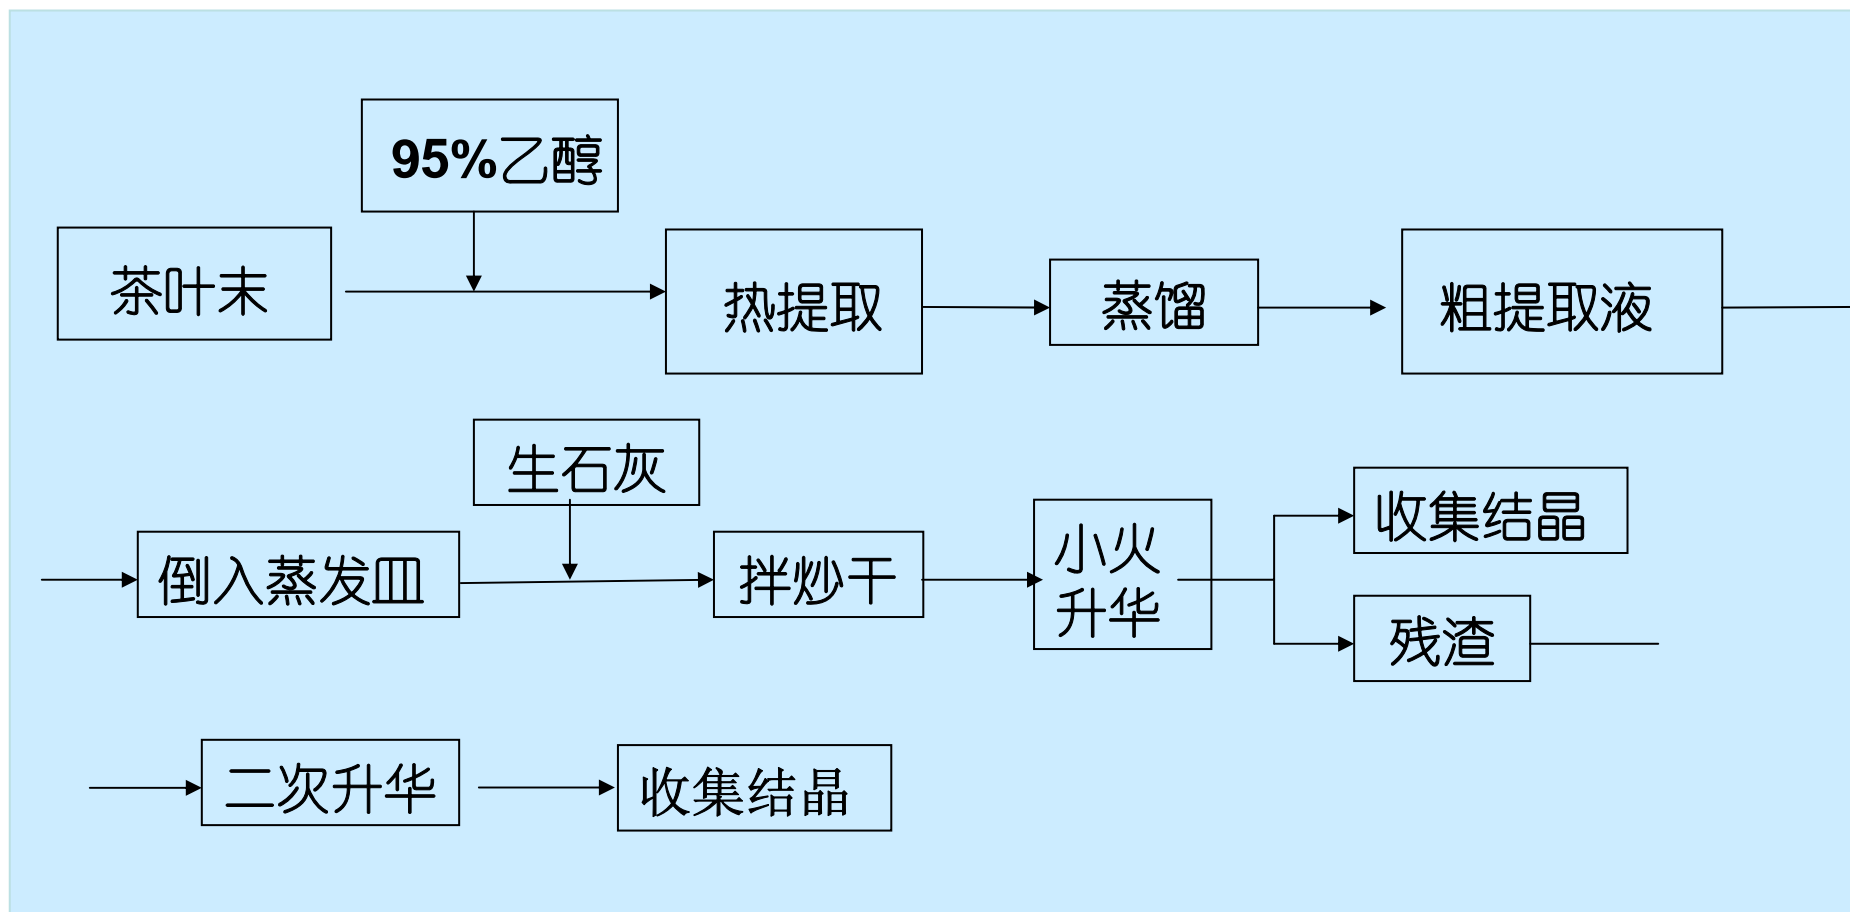 95%乙醇
茶叶末
热提取
蒸馏
粗提取液
生石灰
倒入蒸发皿
拌炒干
小火
升华
收集结晶
残渣
二次升华
收集结晶